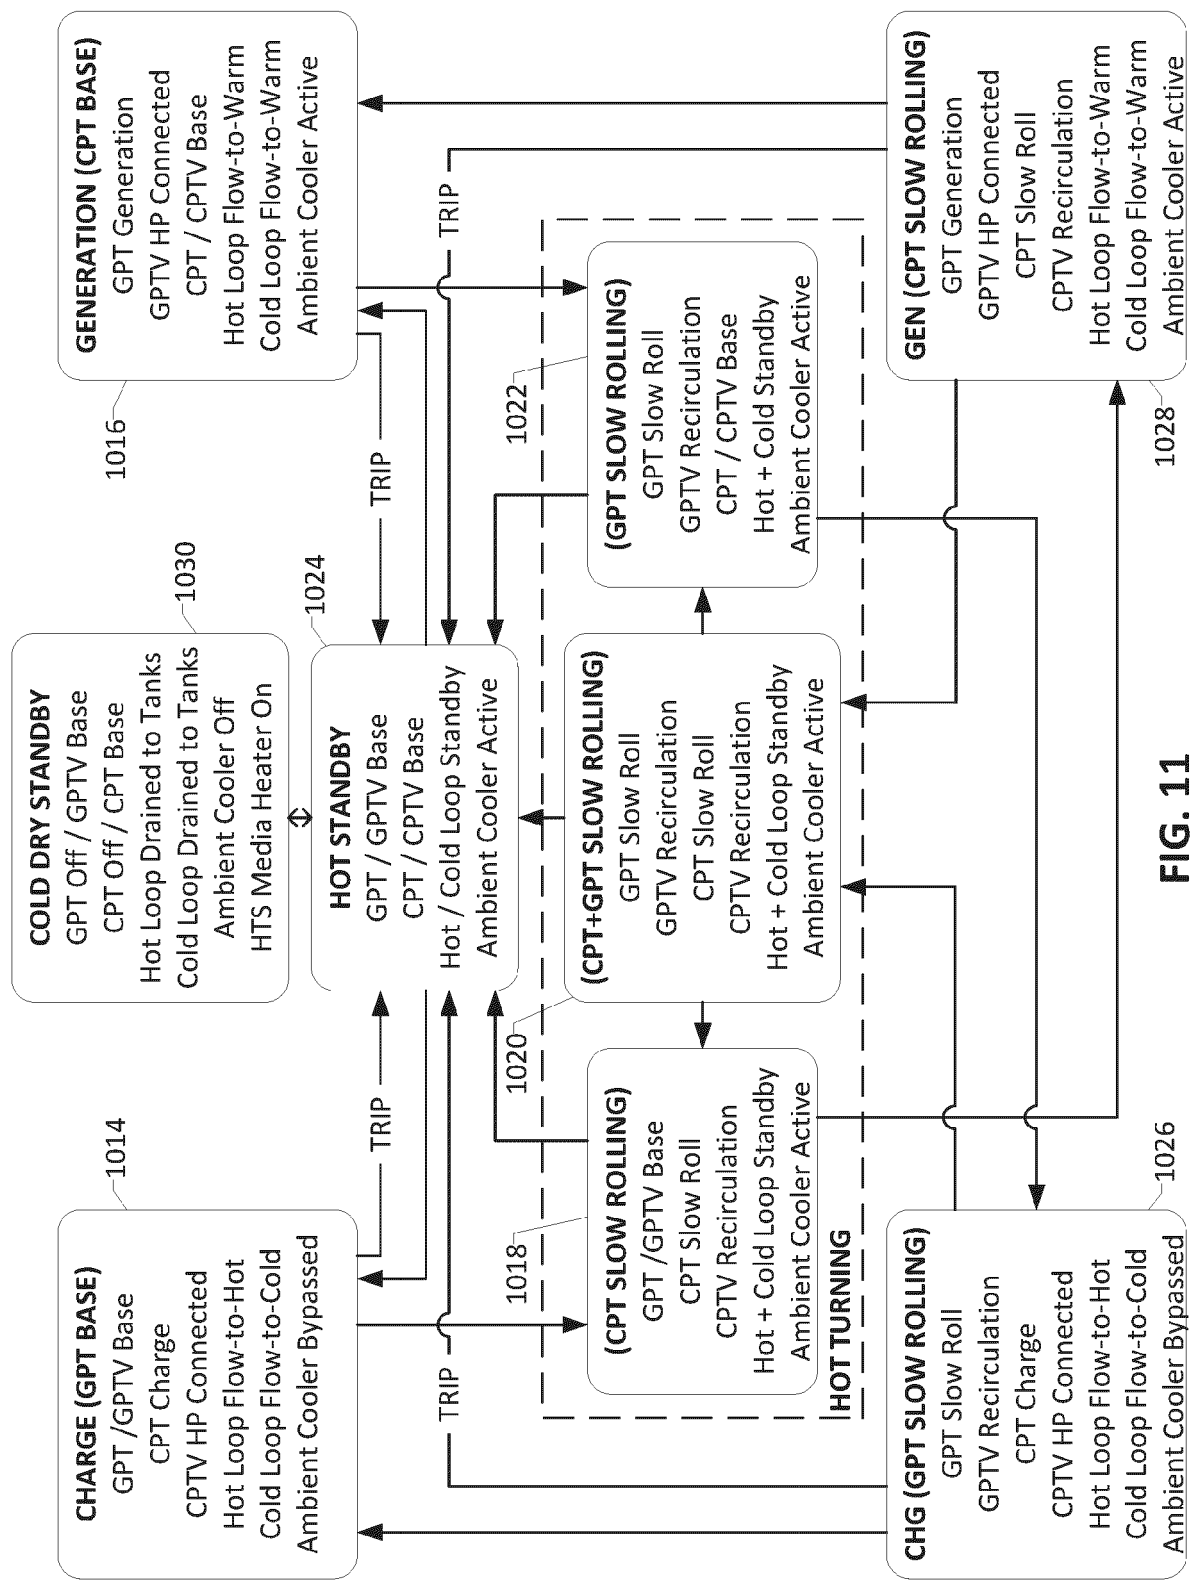 CHARGE (GPT BASE)
GPT /GPTV Base
CPT Charge
CPTV HP Connected
Hot Loop Flow-to-Hot
Cold Loop Flow-to-Cold
Ambient Cooler Bypassed
1014
COLD DRY STANDBY
GPT Off / GPTV Base
CPT Off / CPT Base
Hot Loop Drained to Tanks
Cold Loop Drained to Tanks
Ambient Cooler Off
HTS Media Heater On
1030
GENERATION (CPT BASE)
GPT Generation
GPTV HP Connected
CPT / CPTV Base
Hot Loop Flow-to-Warm
Cold Loop Flow-to-Warm
Ambient Cooler Active
1016
HOT STANDBY
GPT / GPTV Base
CPT / CPTV Base
Hot / Cold Loop Standby
Ambient Cooler Active
1024
TRIP
TRIP
TRIP
TRIP
(CPT SLOW ROLLING)
GPT /GPTV Base
CPT Slow Roll
CPTV Recirculation
Hot + Cold Loop Standby
Ambient Cooler Active
1018
(CPT+GPT SLOW ROLLING)
GPT Slow Roll
GPTV Recirculation
CPT Slow Roll
CPTV Recirculation
Hot + Cold Loop Standby
Ambient Cooler Active
1020
(GPT SLOW ROLLING)
GPT Slow Roll
GPTV Recirculation
CPT / CPTV Base
Hot + Cold Standby
Ambient Cooler Active
1022
HOT TURNING
CHG (GPT SLOW ROLLING)
GPT Slow Roll
GPTV Recirculation
CPT Charge
CPTV HP Connected
Hot Loop Flow-to-Hot
Cold Loop Flow-to-Cold
Ambient Cooler Bypassed
1026
GEN (CPT SLOW ROLLING)
GPT Generation
GPTV HP Connected
CPT Slow Roll
CPTV Recirculation
Hot Loop Flow-to-Warm
Cold Loop Flow-to-Warm
Ambient Cooler Active
1028
FIG. 11